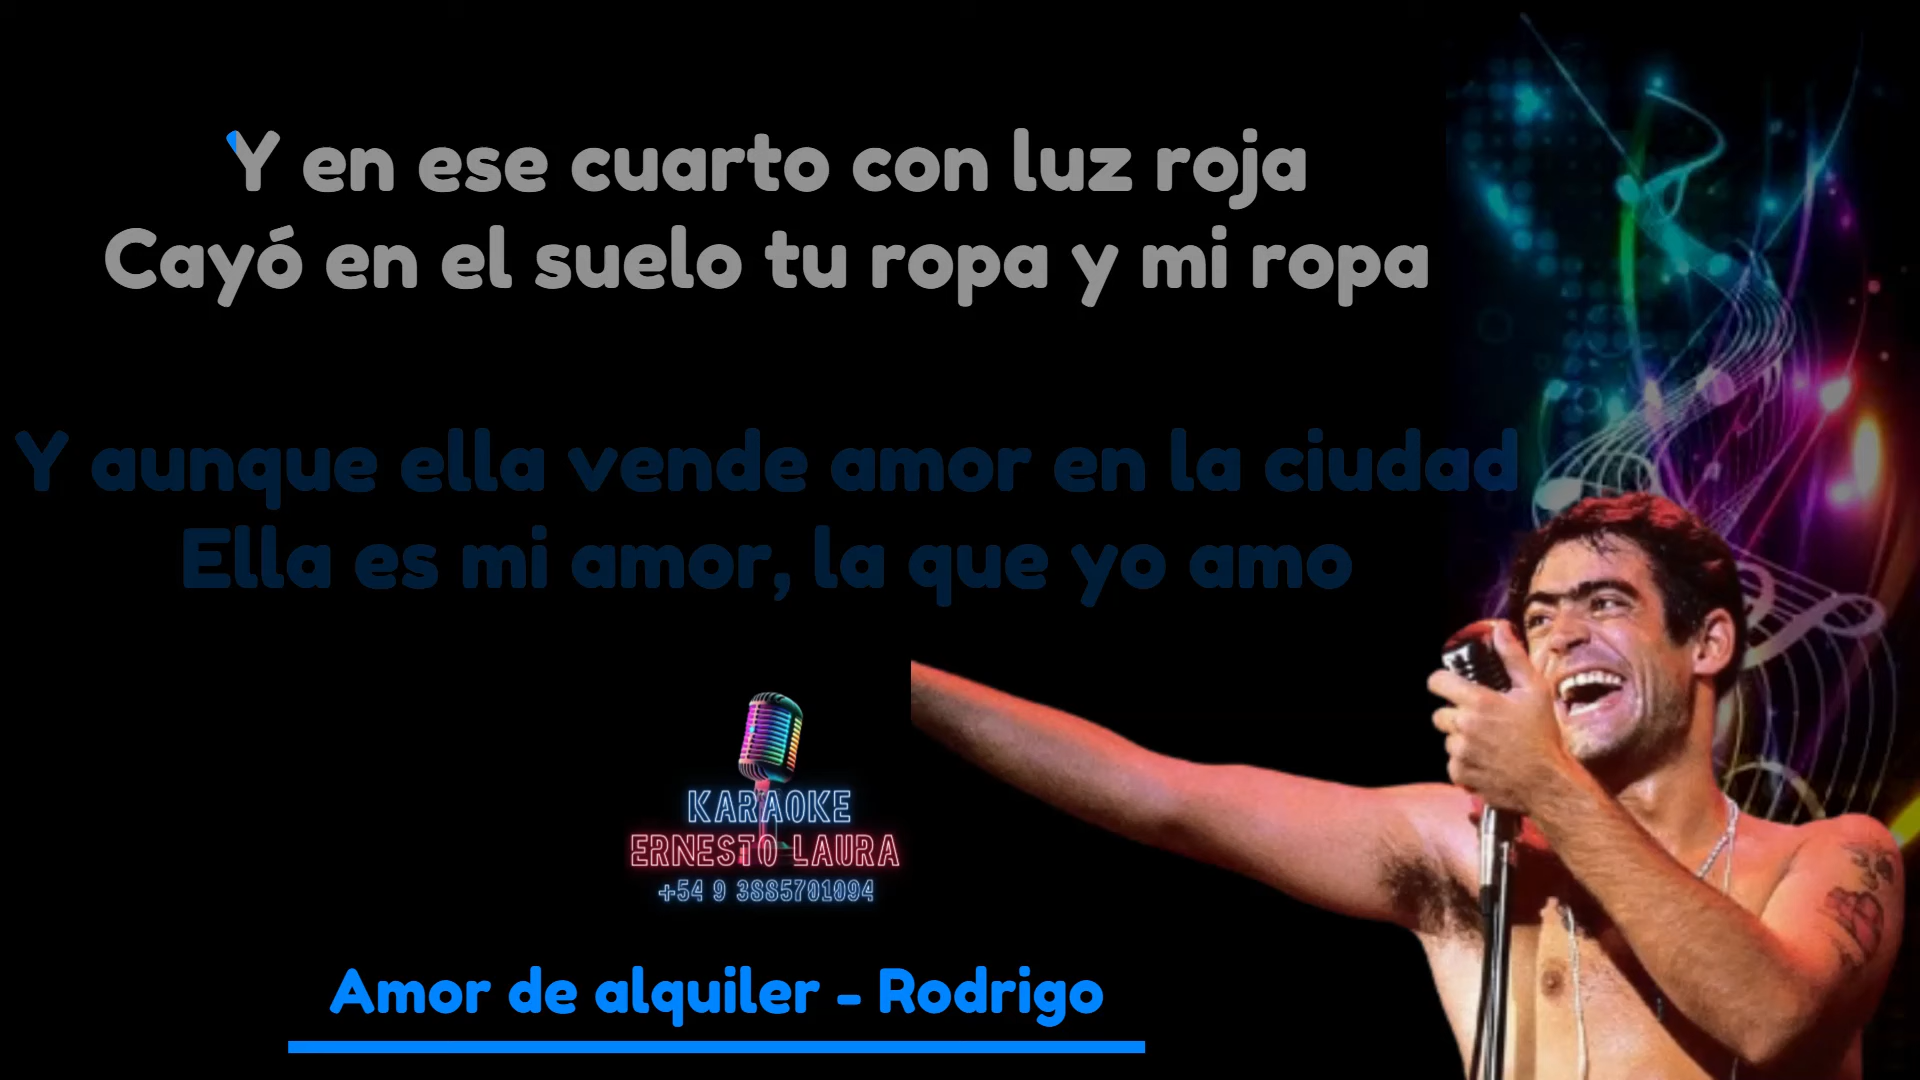 Y en ese cuarto con luz roja
Cayó en el suelo tu ropa y mi ropa
Y aunque ella vende amor en la ciudad
Ella es mi amor, la que yo amo
KARAOKE
ERNESTO LAURA
+54 9 3885701094
Amor de alquiler - Rodrigo